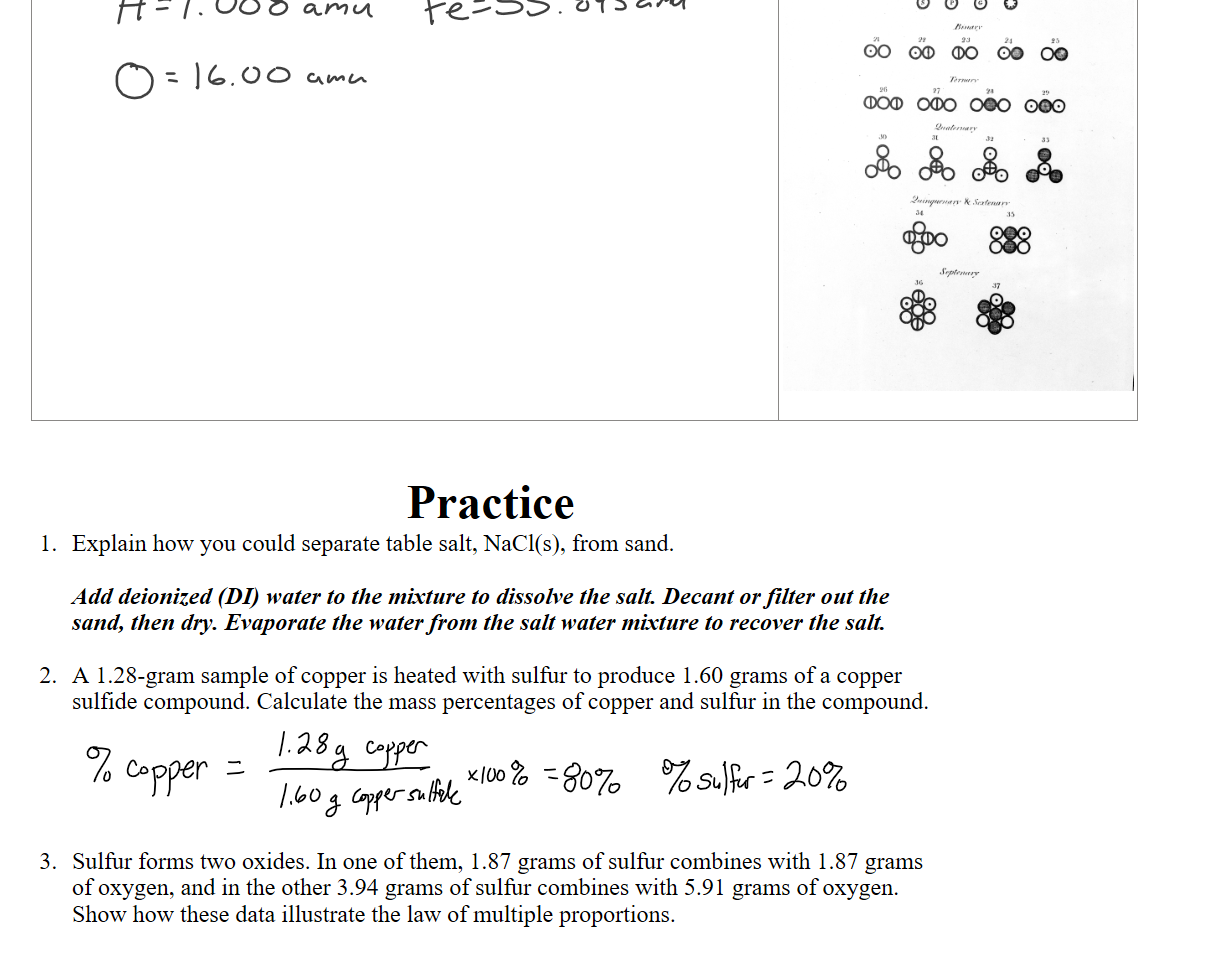 H = 1.008 amu Fe = 55.845 amu
O = 16.00 amu
Binary
21 22 23 24 25
Ternary
26 27 28 29
Quaternary
30 31 32 33
Quinquenary & Sextenary
34 35
Septenary
36 37
Practice
1. Explain how you could separate table salt, NaCl(s), from sand.
Add deionized (DI) water to the mixture to dissolve the salt. Decant or filter out the
sand, then dry. Evaporate the water from the salt water mixture to recover the salt.
2. A 1.28-gram sample of copper is heated with sulfur to produce 1.60 grams of a copper
sulfide compound. Calculate the mass percentages of copper and sulfur in the compound.
1.28 g copper
% copper = ×100% = 80% % sulfur = 20%
1.60 g copper sulfide
3. Sulfur forms two oxides. In one of them, 1.87 grams of sulfur combines with 1.87 grams
of oxygen, and in the other 3.94 grams of sulfur combines with 5.91 grams of oxygen.
Show how these data illustrate the law of multiple proportions.